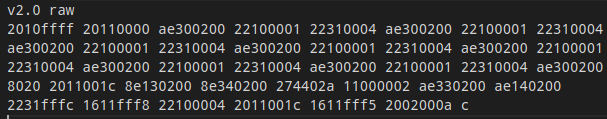 v2.0 raw
2010ffff 20110000 ae300200 22100001 22310004 ae300200 22100001 22310004
ae300200 22100001 22310004 ae300200 22100001 22310004 ae300200 22100001
22310004 ae300200 22100001 22310004 ae300200 22100001 22310004 ae300200
8020 2011001c 8e130200 8e340200 274402a 11000002 ae330200 ae140200
2231fffc 1611fff8 22100004 2011001c 1611fff5 2002000a c